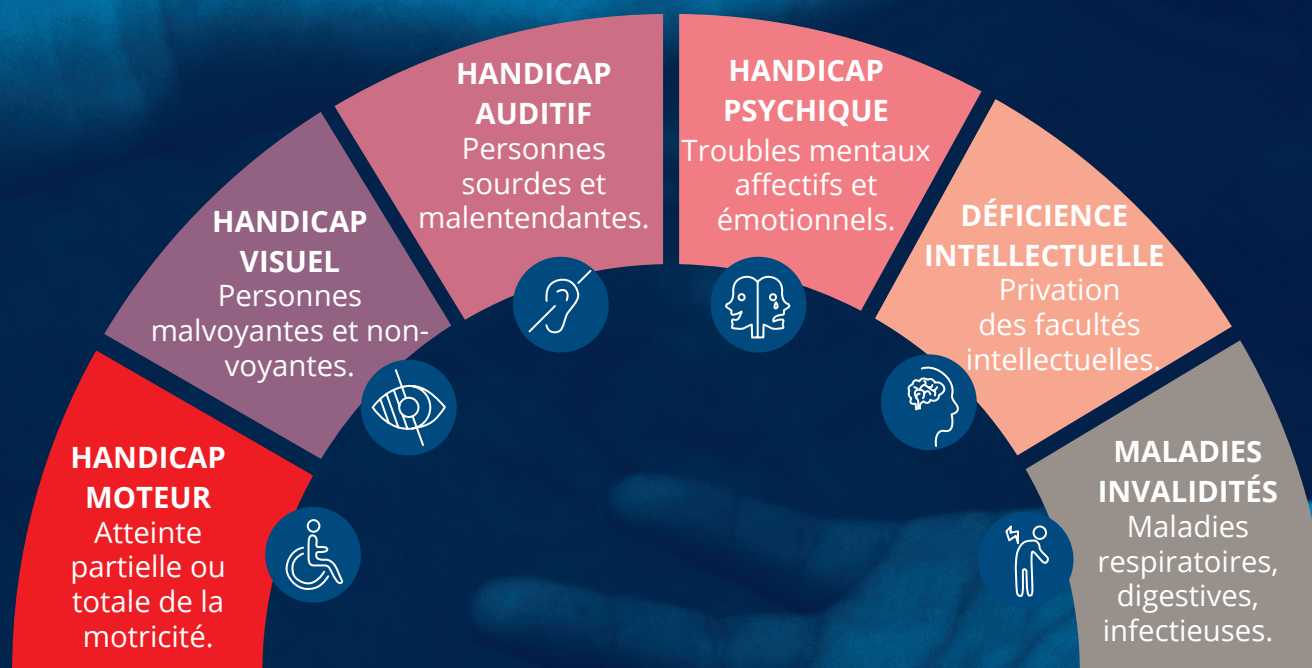 HANDICAP
MOTEUR
Atteinte
partielle ou
totale de la
motricité.
HANDICAP
VISUEL
Personnes
malvoyantes et non-
voyantes.
HANDICAP
AUDITIF
Personnes
sourdes et
malentendantes.
HANDICAP
PSYCHIQUE
Troubles mentaux
affectifs et
émotionnels.
DÉFICIENCE
INTELLECTUELLE
Privation
des facultés
intellectuelles.
MALADIES
INVALIDITÉS
Maladies
respiratoires,
digestives,
infectieuses.